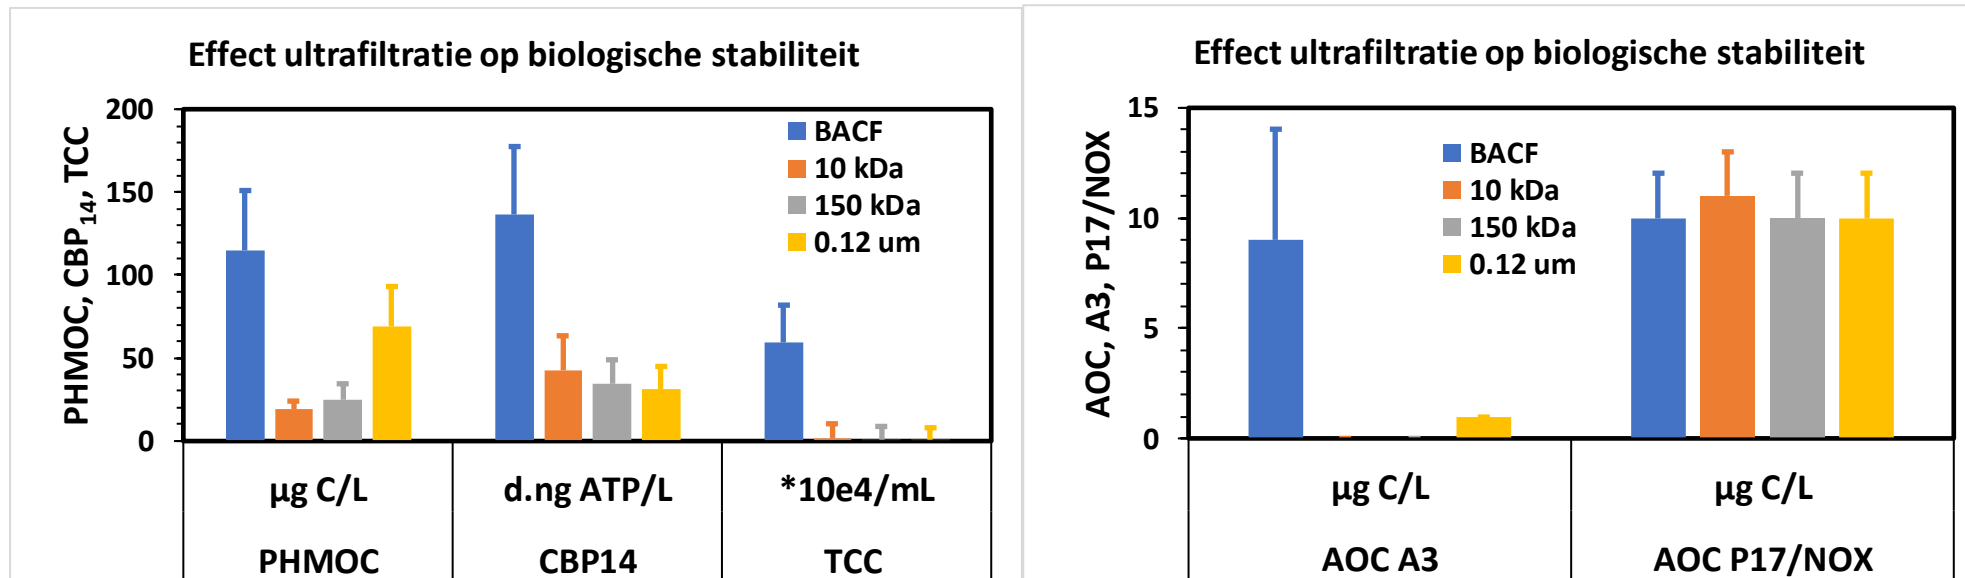 Effect ultrafiltratie op biologische stabiliteit
PHMOC, CBP14, TCC
200
150
100
50
0
BACF
10 kDa
150 kDa
0.12 um
µg C/L d.ng ATP/L *10e4/mL
PHMOC CBP14 TCC
Effect ultrafiltratie op biologische stabiliteit
AOC, A3, P17/NOX
15
10
5
0
BACF
10 kDa
150 kDa
0.12 um
µg C/L µg C/L
AOC A3 AOC P17/NOX